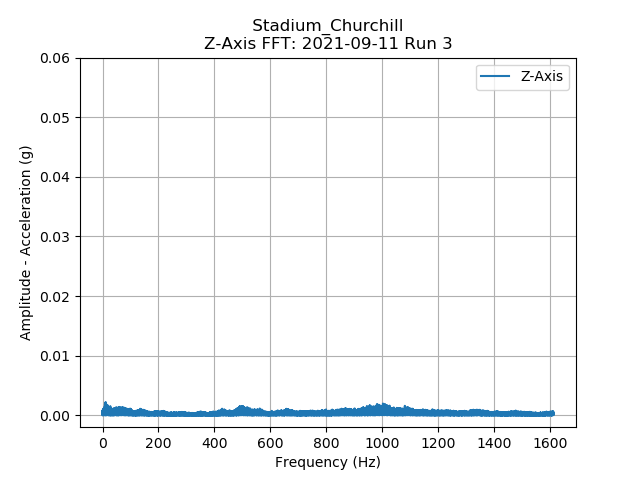 Stadium_Churchill
Z-Axis FFT: 2021-09-11 Run 3
Z-Axis
0.06
0.05
0.04
0.03
0.02
0.01
0.00
Amplitude - Acceleration (g)
0 200 400 600 800 1000 1200 1400 1600
Frequency (Hz)